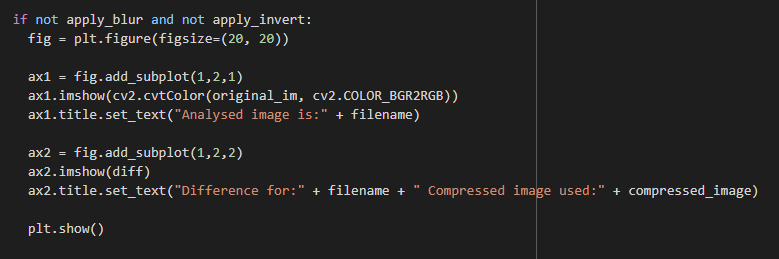 if not apply_blur and not apply_invert:
  fig = plt.figure(figsize=(20, 20))

  ax1 = fig.add_subplot(1,2,1)
  ax1.imshow(cv2.cvtColor(original_im, cv2.COLOR_BGR2RGB))
  ax1.title.set_text("Analysed image is:" + filename)

  ax2 = fig.add_subplot(1,2,2)
  ax2.imshow(diff)
  ax2.title.set_text("Difference for:" + filename + " Compressed image used:" + compressed_image)

  plt.show()